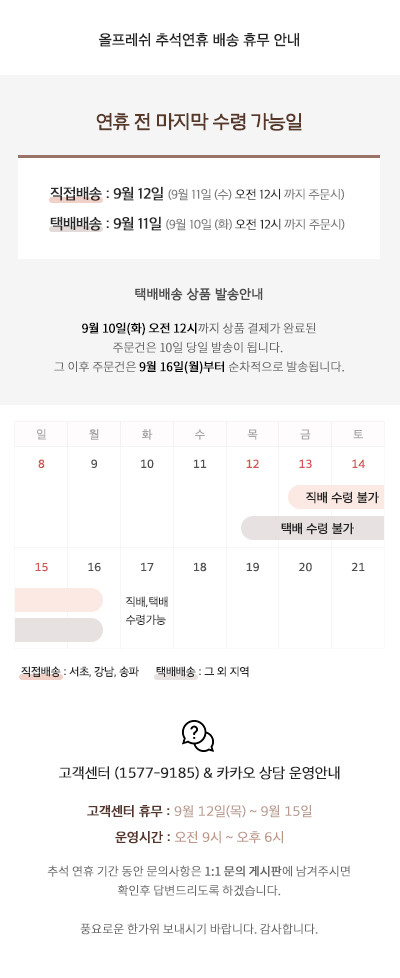 올프레쉬 추석연휴 배송 휴무 안내
연휴 전 마지막 수령 가능일
직접배송 : 9월 12일 (9월 11일 (수) 오전 12시 까지 주문시)
택배배송 : 9월 11일 (9월 10일 (화) 오전 12시 까지 주문시)
택배배송 상품 발송안내
9월 10일(화) 오전 12시까지 상품 결제가 완료된
주문건은 10일 당일 발송이 됩니다.
그 이후 주문건은 9월 16일(월)부터 순차적으로 발송됩니다.
일 월 화 수 목 금 토
8 9 10 11 12 13 14
직배 수령 불가
택배 수령 불가
15 16 17 18 19 20 21
직배,택배
수령가능
직접배송 : 서초, 강남, 송파 택배배송 : 그 외 지역
고객센터 (1577-9185) & 카카오 상담 운영안내
고객센터 휴무 : 9월 12일(목) ~ 9월 15일
운영시간 : 오전 9시 ~ 오후 6시
추석 연휴 기간 동안 문의사항은 1:1 문의 게시판에 남겨주시면
확인후 답변드리도록 하겠습니다.
풍요로운 한가위 보내시기 바랍니다. 감사합니다.